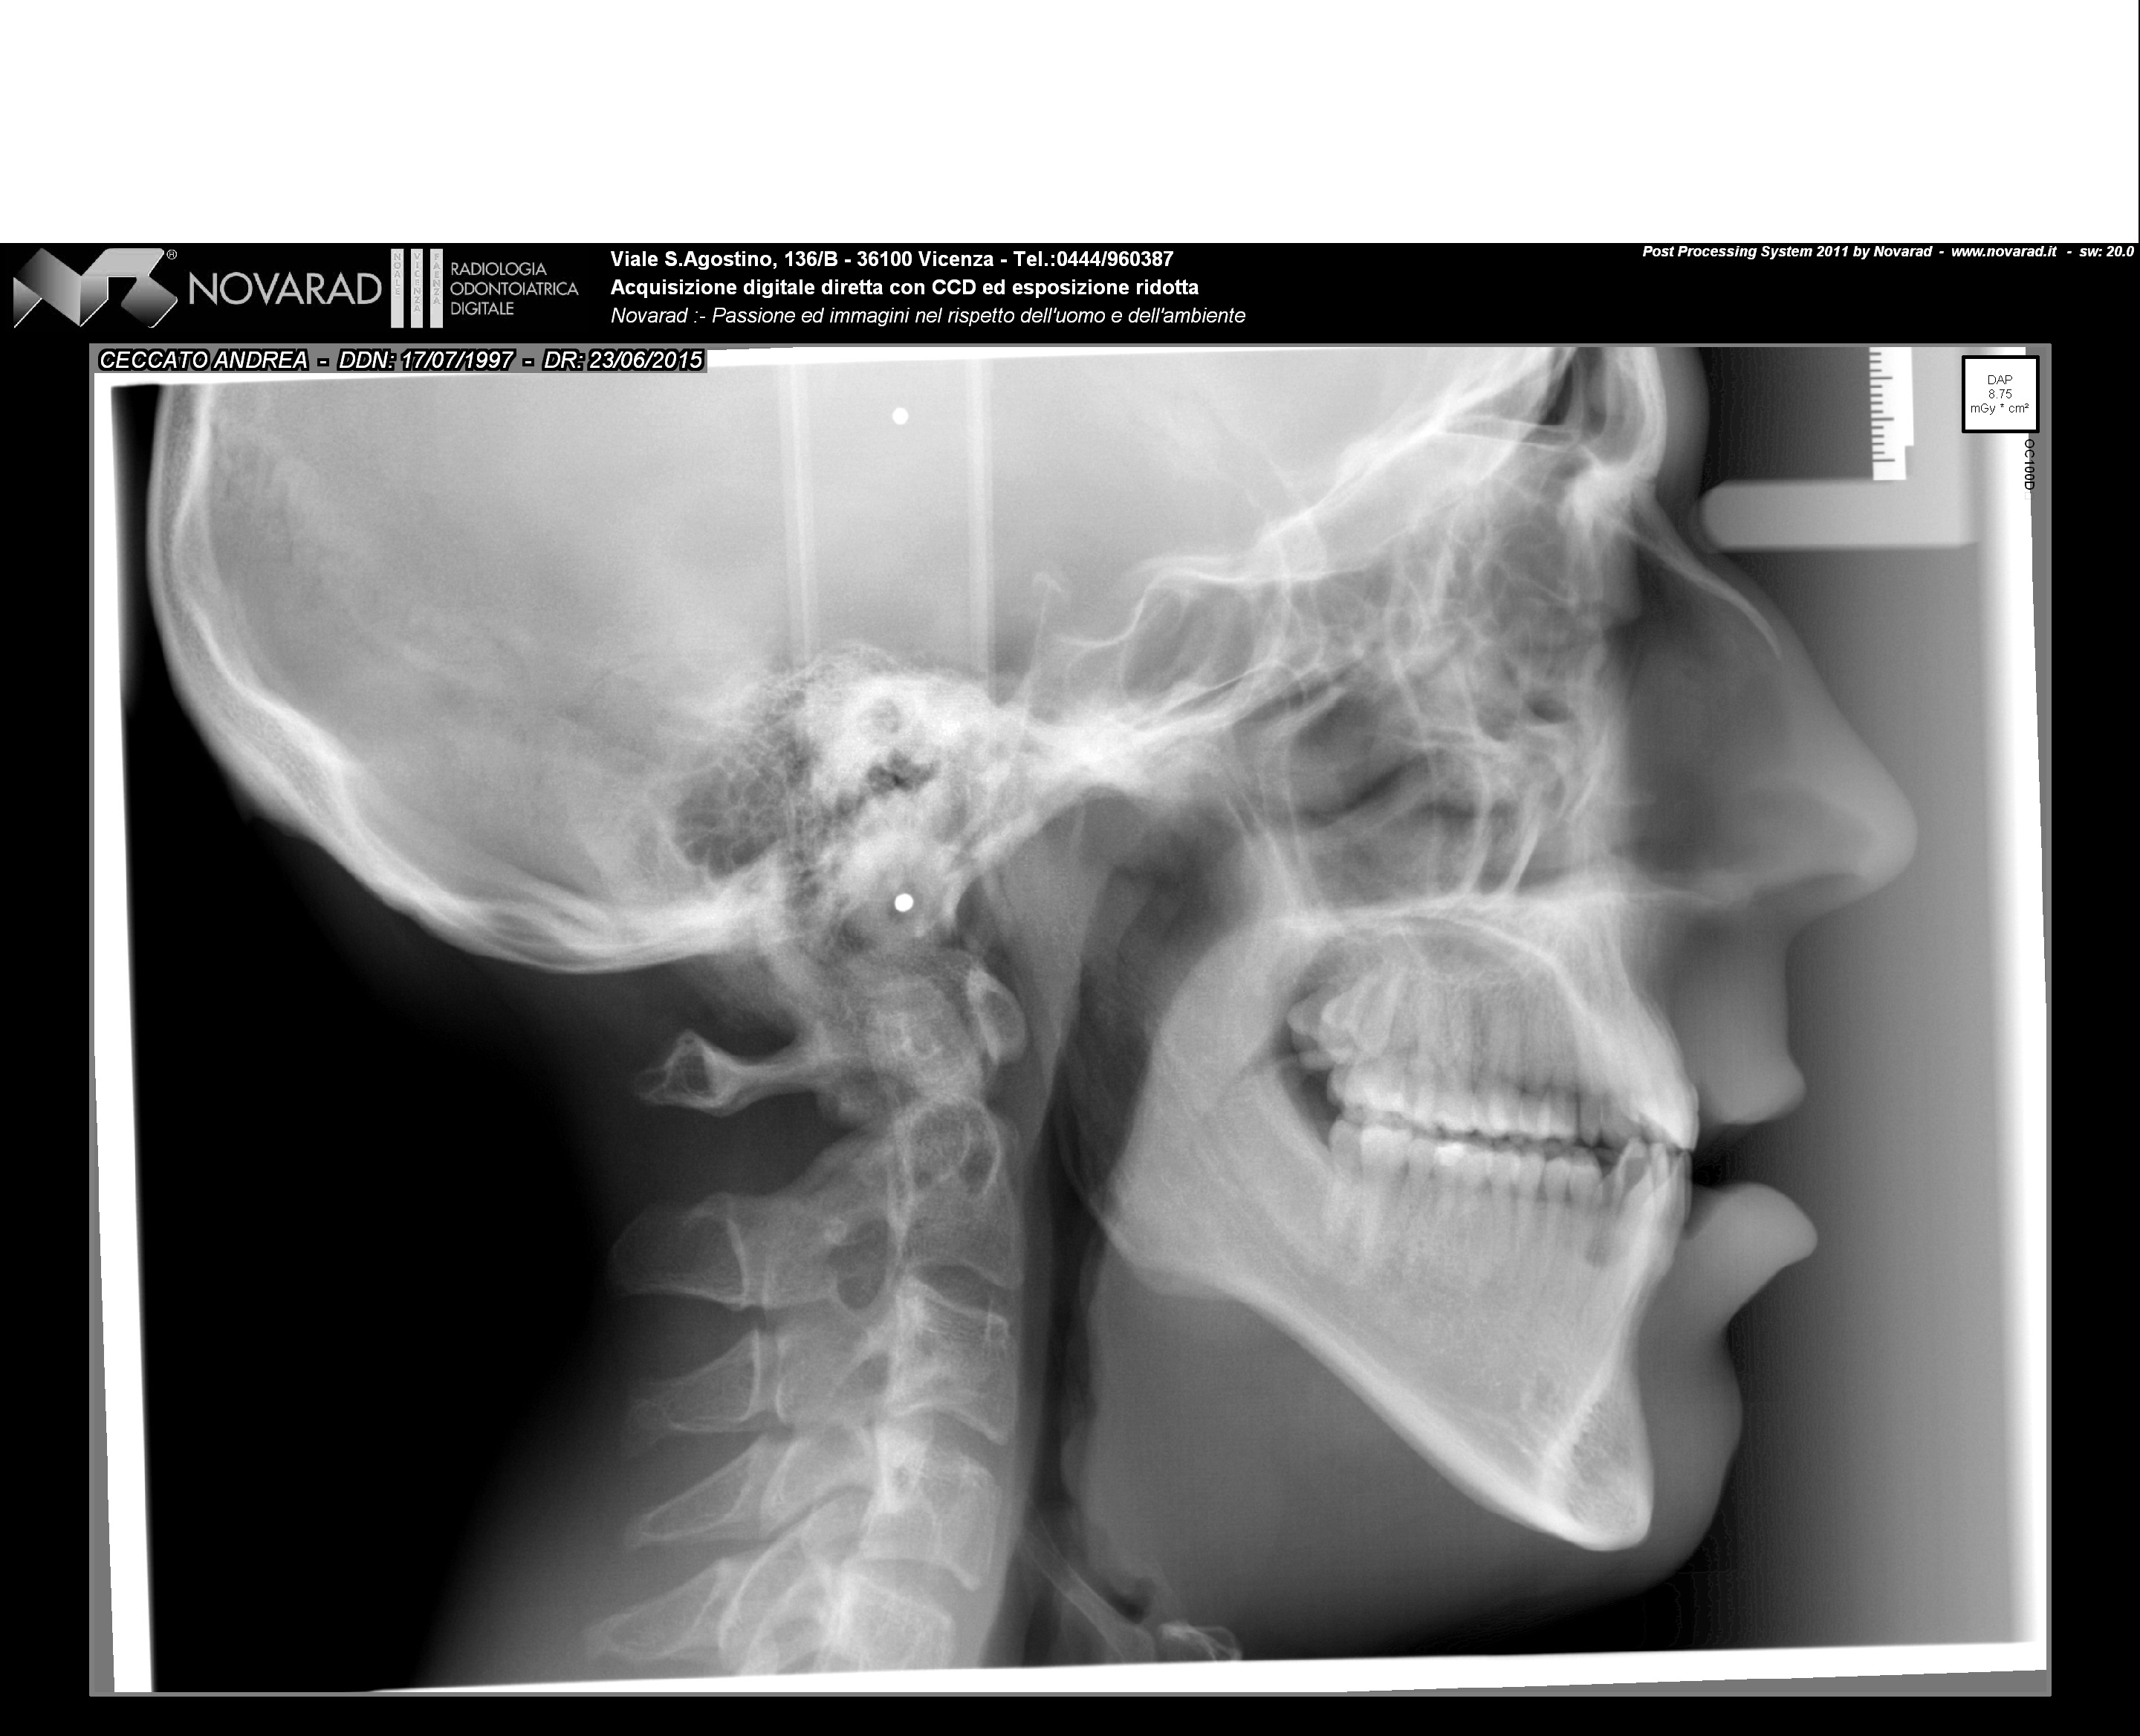 NOVARAD
®
NOALE
VICENZA
FAENZA
RADIOLOGIA
ODONTOIATRICA
DIGITALE
Viale S.Agostino, 136/B - 36100 Vicenza - Tel.:0444/960387
Acquisizione digitale diretta con CCD ed esposizione ridotta
Novarad :- Passione ed immagini nel rispetto dell'uomo e dell'ambiente
Post Processing System 2011 by Novarad - www.novarad.it - sw: 20.0
CECCATO ANDREA - DDN: 17/07/1997 - DR: 23/06/2015
DAP
8.75
mGy * cm²
OC100D